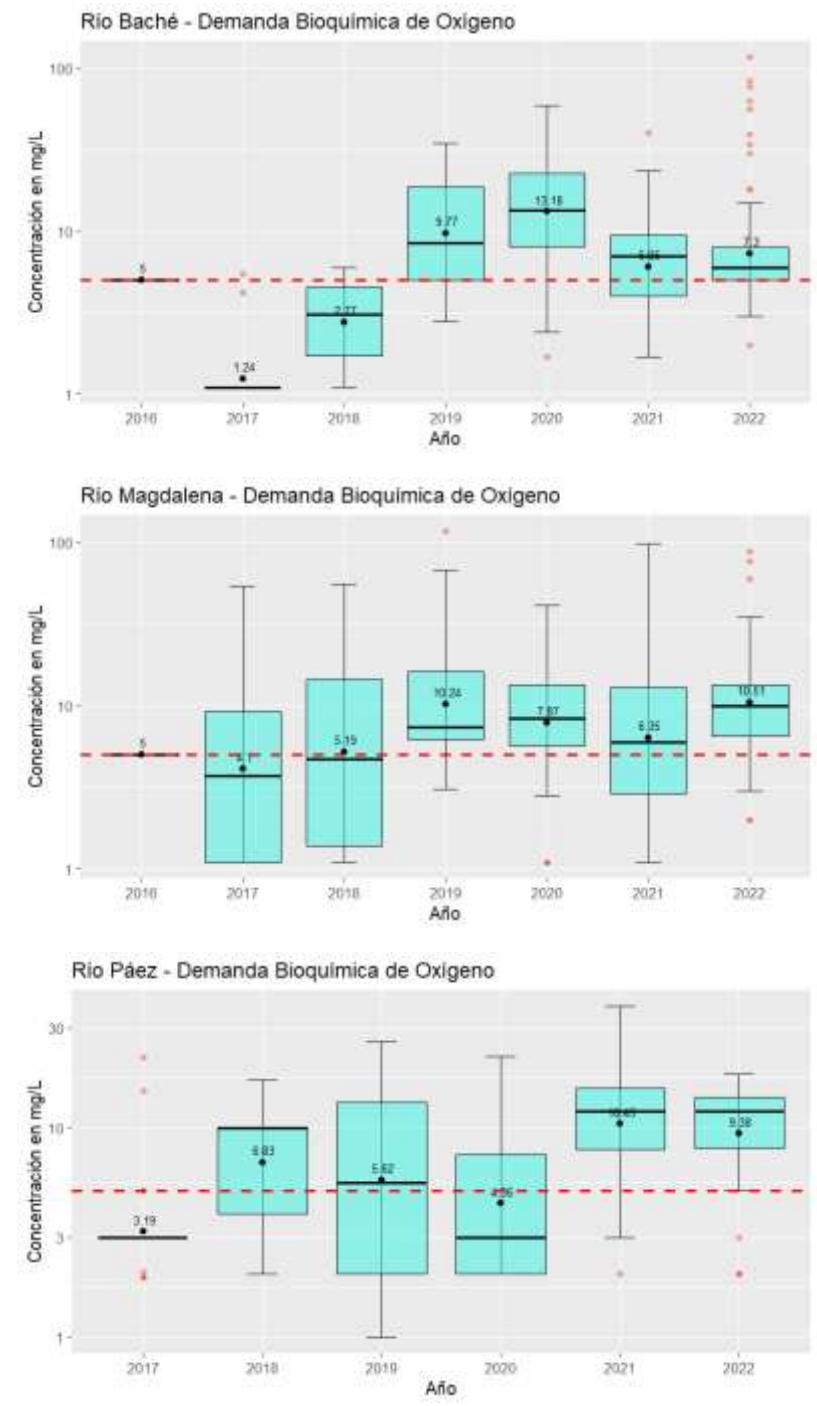 Río Baché - Demanda Bioquímica de Oxígeno
Concentración en mg/L
100
10
1
5
1.24
2.77
9.77
13.18
7.2
2016 2017 2018 2019 2020 2021 2022
Año
Río Magdalena - Demanda Bioquímica de Oxígeno
Concentración en mg/L
100
10
1
5
5.19
10.24
7.87
6.35
10.51
2016 2017 2018 2019 2020 2021 2022
Año
Río Páez - Demanda Bioquímica de Oxígeno
Concentración en mg/L
30
10
3
1
3.19
6.83
5.62
9.38
2017 2018 2019 2020 2021 2022
Año